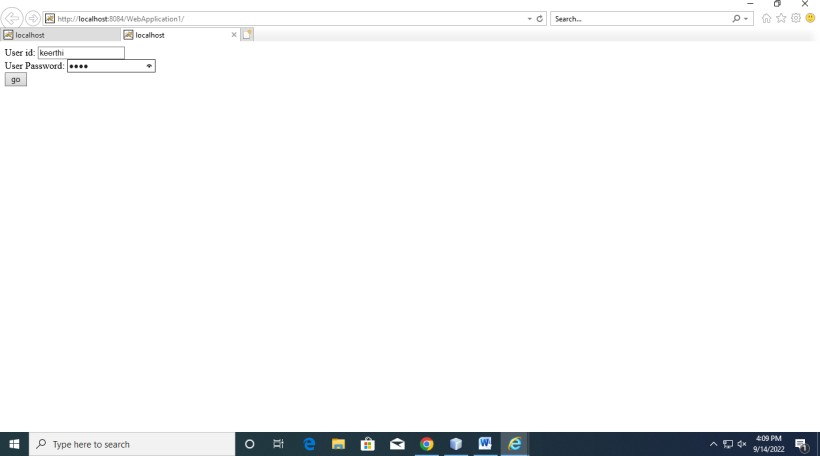 http://localhost:8084/WebApplication1/
Search...
localhost
localhost
User id: keerthi
User Password: ••••
go
Type here to search
4:09 PM
9/14/2022